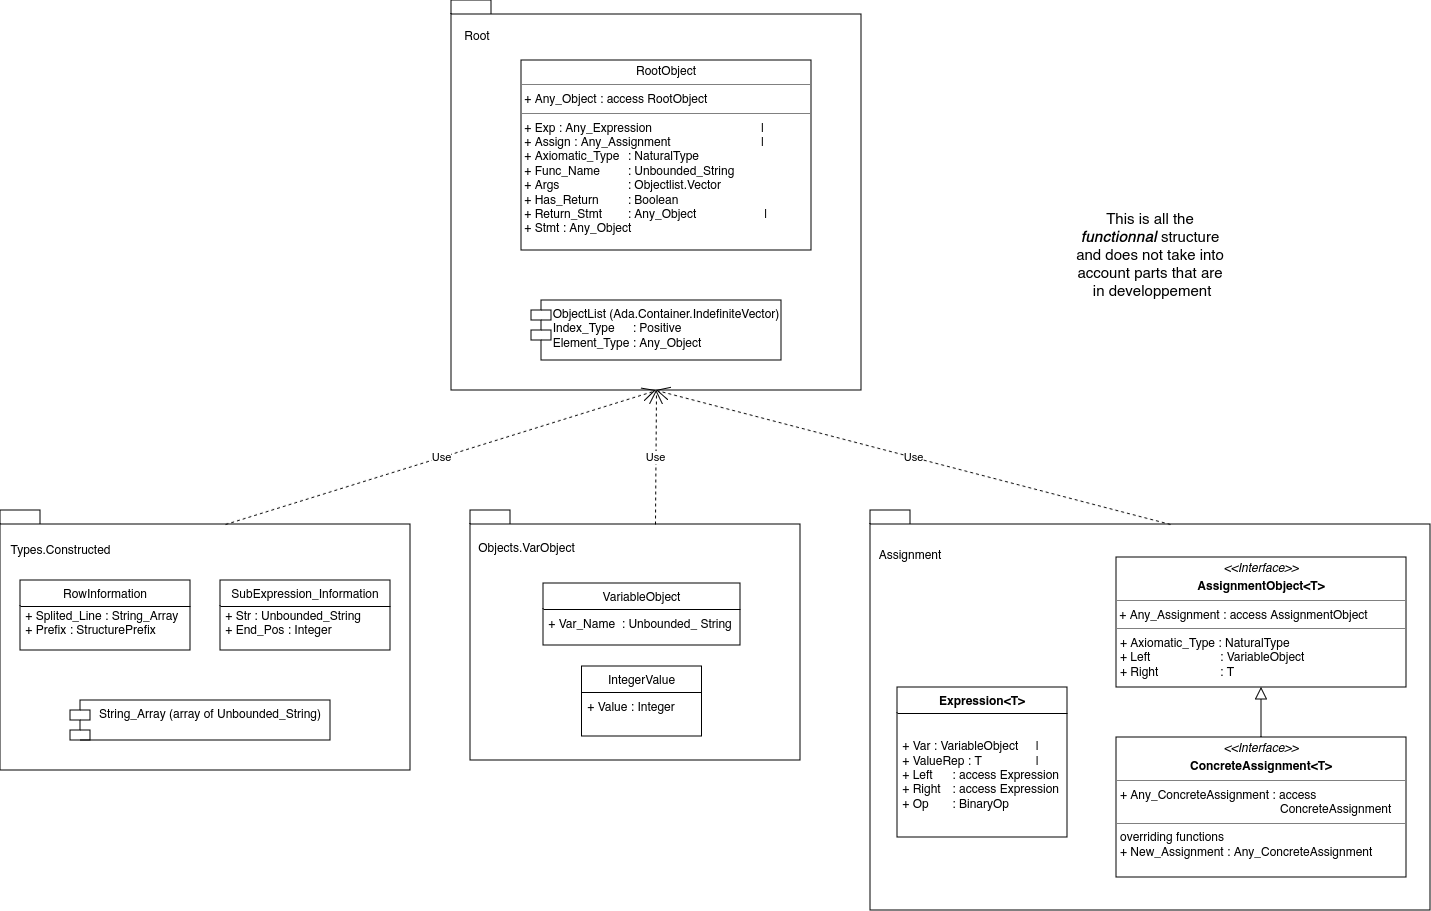 Root
RootObject
+ Any_Object : access RootObject
+ Exp : Any_Expression |
+ Assign : Any_Assignment |
+ Axiomatic_Type : NaturalType
+ Func_Name : Unbounded_String
+ Args : Objectlist.Vector
+ Has_Return : Boolean
+ Return_Stmt : Any_Object |
+ Stmt : Any_Object
ObjectList (Ada.Container.IndefiniteVector)
Index_Type : Positive
Element_Type : Any_Object
This is all the
functionnal structure
and does not take into
account parts that are
in developpement
Use
Use
Use
Types.Constructed
RowInformation
+ Splited_Line : String_Array
+ Prefix : StructurePrefix
SubExpression_Information
+ Str : Unbounded_String
+ End_Pos : Integer
String_Array (array of Unbounded_String)
Objects.VarObject
VariableObject
+ Var_Name : Unbounded_ String
IntegerValue
+ Value : Integer
Assignment
<<Interface>>
AssignmentObject<T>
+ Any_Assignment : access AssignmentObject
+ Axiomatic_Type : NaturalType
+ Left : VariableObject
+ Right : T
Expression<T>
+ Var : VariableObject |
+ ValueRep : T |
+ Left : access Expression
+ Right : access Expression
+ Op : BinaryOp
<<Interface>>
ConcreteAssignment<T>
+ Any_ConcreteAssignment : access
ConcreteAssignment
overriding functions
+ New_Assignment : Any_ConcreteAssignment